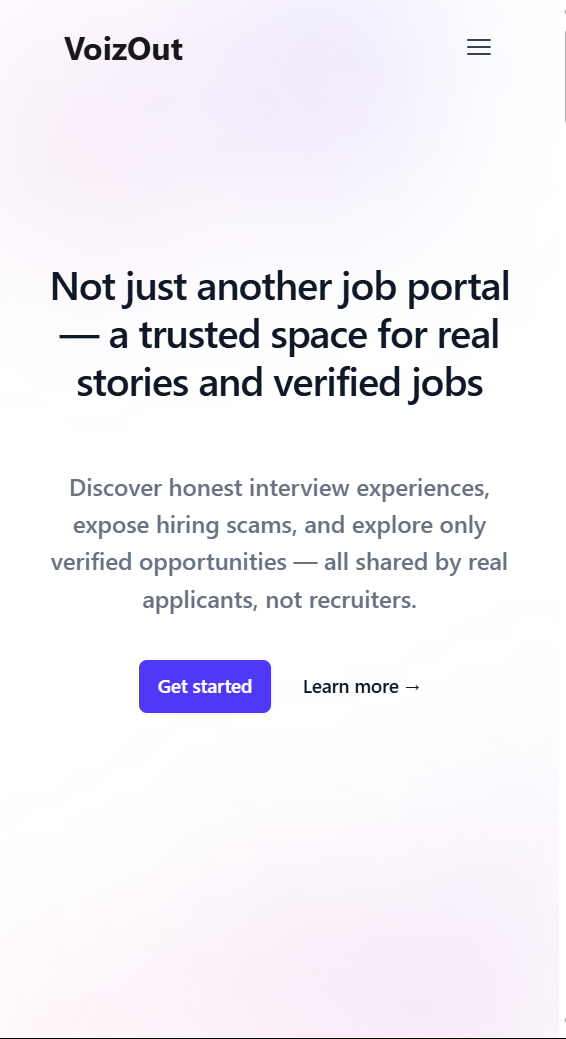 VoizOut
Not just another job portal
— a trusted space for real
stories and verified jobs
Discover honest interview experiences,
expose hiring scams, and explore only
verified opportunities — all shared by real
applicants, not recruiters.
Get started
Learn more →